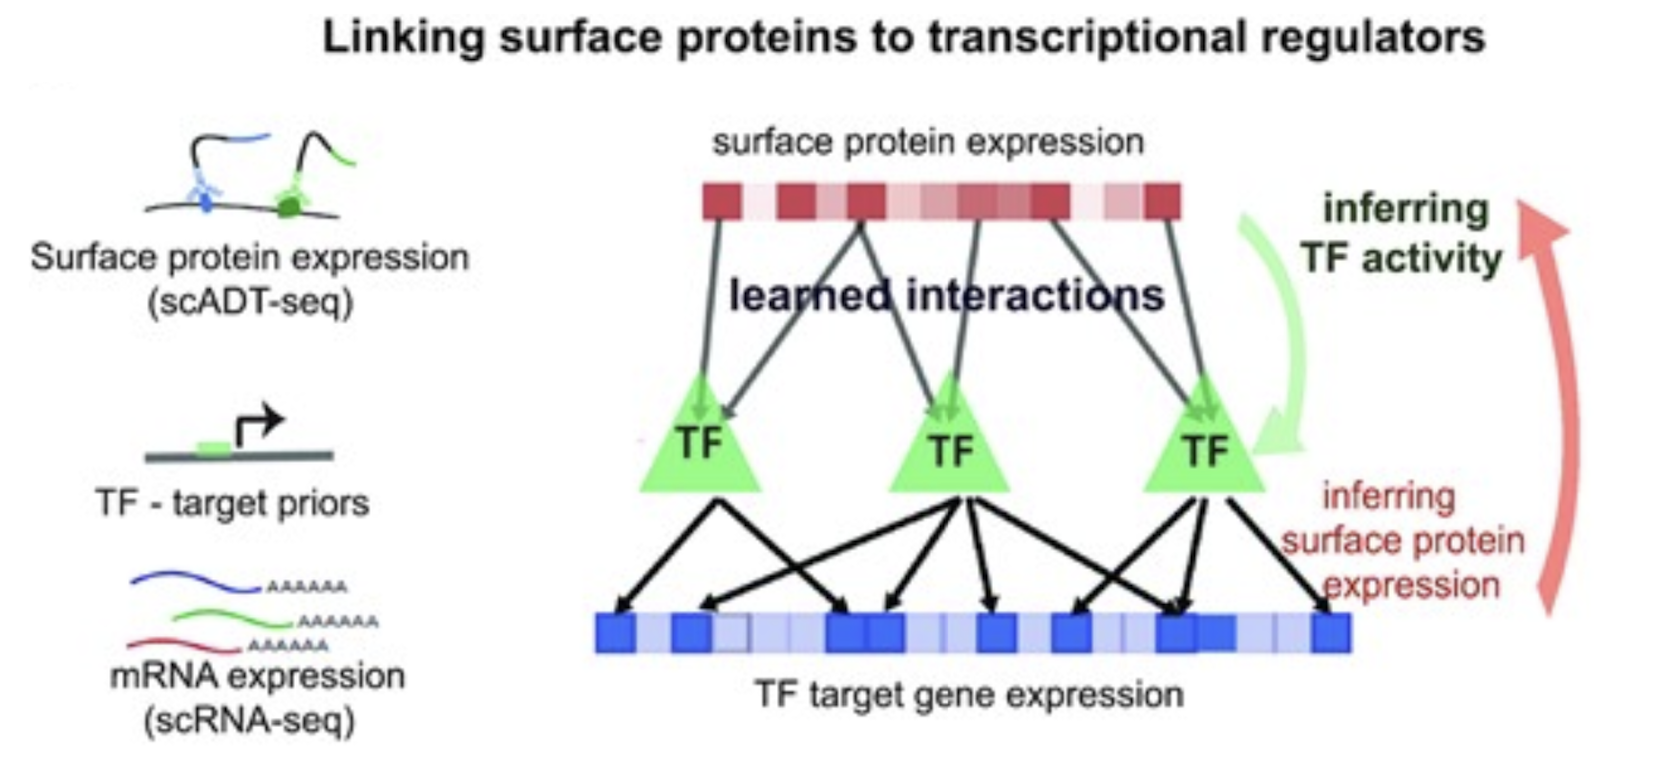 Linking surface proteins to transcriptional regulators
Surface protein expression
(scADT-seq)
TF - target priors
AAAAAA
AAAAAA
AAAAAA
mRNA expression
(scRNA-seq)
surface protein expression
learned interactions
TF
TF
TF
TF target gene expression
inferring
TF activity
inferring
surface protein
expression